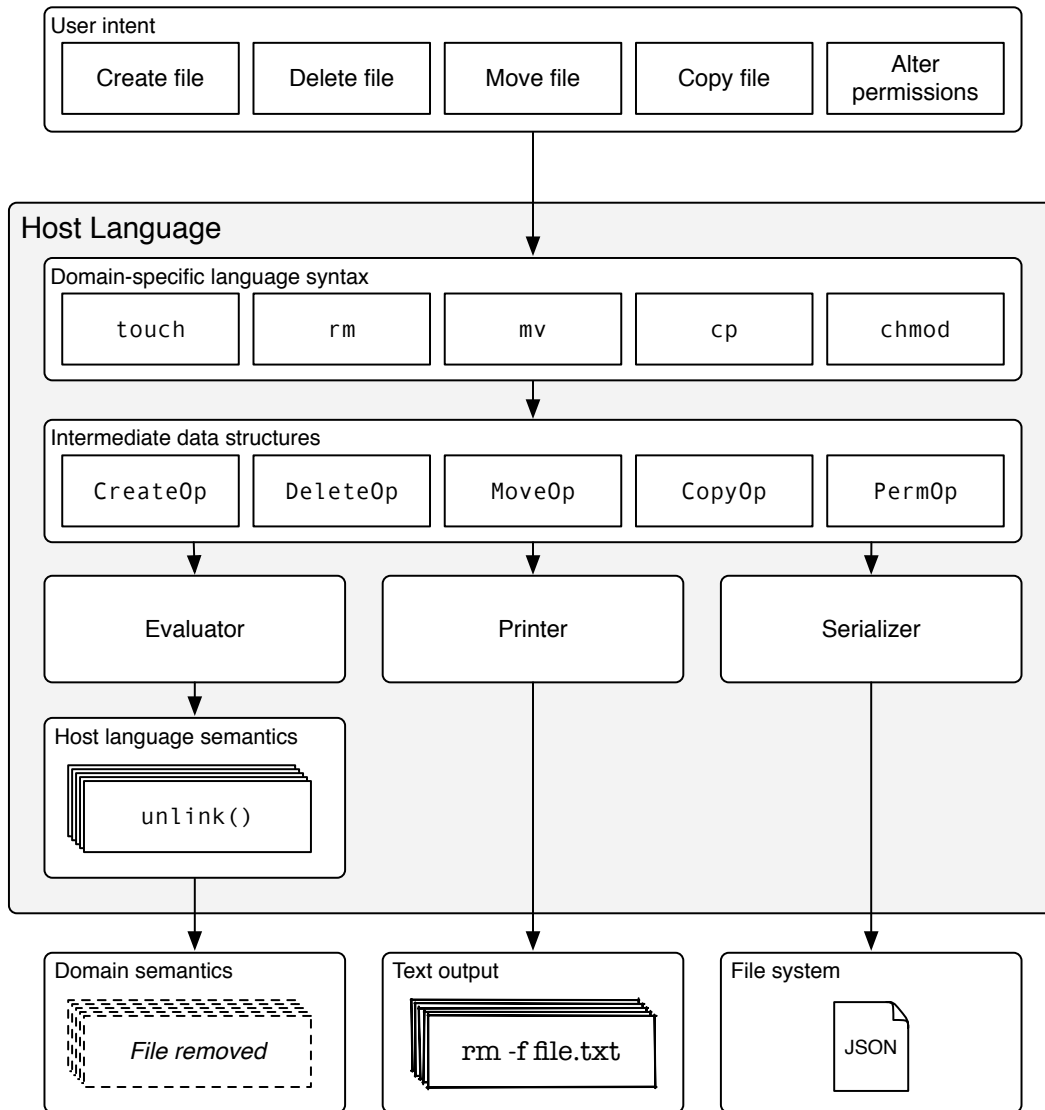 User intent
Create file
Delete file
Move file
Copy file
Alter
permissions
Host Language
Domain-specific language syntax
touch
rm
mv
cp
chmod
Intermediate data structures
CreateOp
DeleteOp
MoveOp
CopyOp
PermOp
Evaluator
Printer
Serializer
Host language semantics
unlink()
Domain semantics
File removed
Text output
rm -f file.txt
File system
JSON